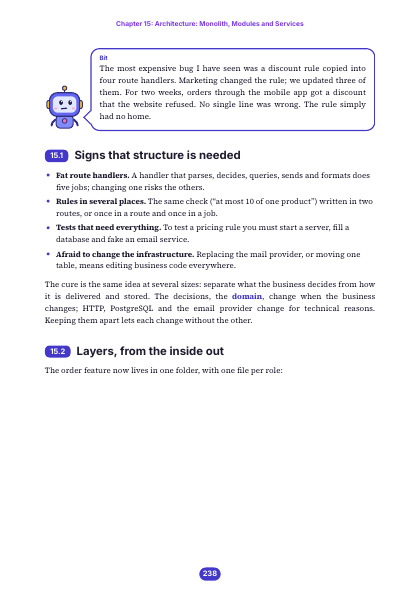 Chapter 15: Architecture: Monolith, Modules and Services
Bit
The most expensive bug I have seen was a discount rule copied into
four route handlers. Marketing changed the rule; we updated three of
them. For two weeks, orders through the mobile app got a discount
that the website refused. No single line was wrong. The rule simply
had no home.
15.1 Signs that structure is needed
• Fat route handlers. A handler that parses, decides, queries, sends and formats does
five jobs; changing one risks the others.
• Rules in several places. The same check (“at most 10 of one product”) written in two
routes, or once in a route and once in a job.
• Tests that need everything. To test a pricing rule you must start a server, fill a
database and fake an email service.
• Afraid to change the infrastructure. Replacing the mail provider, or moving one
table, means editing business code everywhere.
The cure is the same idea at several sizes: separate what the business decides from how
it is delivered and stored. The decisions, the domain, change when the business
changes; HTTP, PostgreSQL and the email provider change for technical reasons.
Keeping them apart lets each change without the other.
15.2 Layers, from the inside out
The order feature now lives in one folder, with one file per role:
238